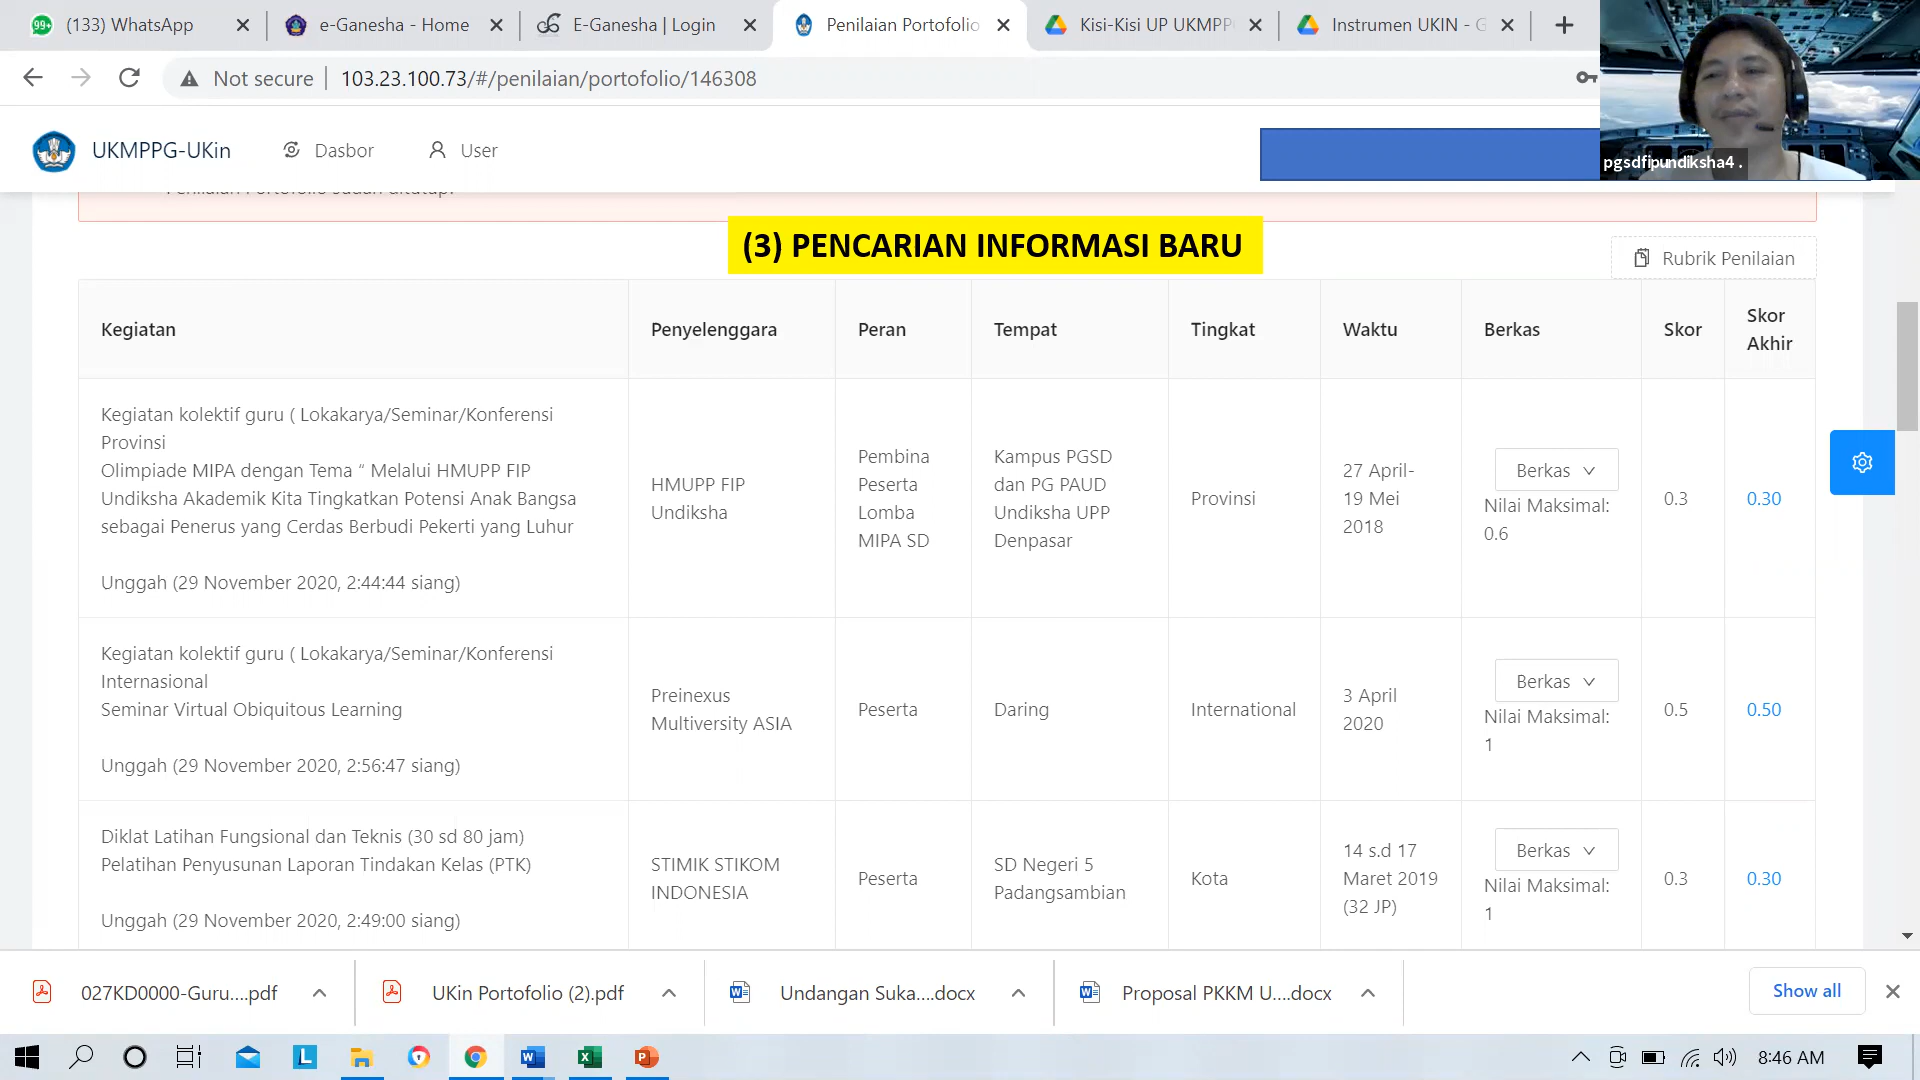 (133) WhatsApp
e-Ganesha - Home
E-Ganesha | Login
Penilaian Portofolio
Kisi-Kisi UP UKMPP
Instrumen UKIN - G
Not secure
103.23.100.73/#/penilaian/portofolio/146308
UKMPPG-UKin
Dasbor
User
pgsdfipundiksha4 .
Penilaian Portofolio sudah ditutup.
(3) PENCARIAN INFORMASI BARU
Rubrik Penilaian
Kegiatan
Penyelenggara
Peran
Tempat
Tingkat
Waktu
Berkas
Skor
Skor
Akhir
Kegiatan kolektif guru ( Lokakarya/Seminar/Konferensi
Provinsi
Olimpiade MIPA dengan Tema “ Melalui HMUPP FIP
Undiksha Akademik Kita Tingkatkan Potensi Anak Bangsa
sebagai Penerus yang Cerdas Berbudi Pekerti yang Luhur
Unggah (29 November 2020, 2:44:44 siang)
HMUPP FIP
Undiksha
Pembina
Peserta
Lomba
MIPA SD
Kampus PGSD
dan PG PAUD
Undiksha UPP
Denpasar
Provinsi
27 April-
19 Mei
2018
Berkas
Nilai Maksimal:
0.6
0.3
0.30
Kegiatan kolektif guru ( Lokakarya/Seminar/Konferensi
Internasional
Seminar Virtual Obiquitous Learning
Unggah (29 November 2020, 2:56:47 siang)
Preinexus
Multiversity ASIA
Peserta
Daring
International
3 April
2020
Berkas
Nilai Maksimal:
1
0.5
0.50
Diklat Latihan Fungsional dan Teknis (30 sd 80 jam)
Pelatihan Penyusunan Laporan Tindakan Kelas (PTK)
Unggah (29 November 2020, 2:49:00 siang)
STIMIK STIKOM
INDONESIA
Peserta
SD Negeri 5
Padangsambian
Kota
14 s.d 17
Maret 2019
(32 JP)
Berkas
Nilai Maksimal:
1
0.3
0.30
027KD0000-Guru....pdf
UKin Portofolio (2).pdf
Undangan Suka....docx
Proposal PKKM U....docx
Show all
8:46 AM